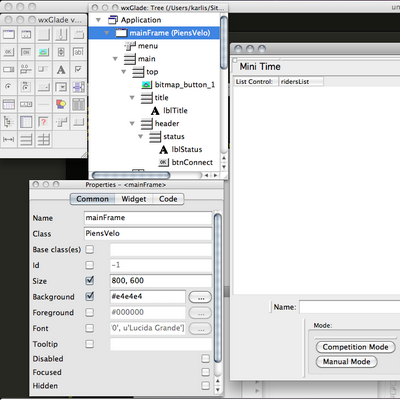 wxGlade v...
wxGlade: Tree (/Users/karlis/Sit
Application
mainFrame (PiensVelo)
menu
main
top
bitmap_button_1
title
A lblTitle
header
status
A lblStatus
OK btnConnect
un
Mini Time
List Control: ridersList
Name:
Mode:
Competition Mode
Manual Mode
Properties - <mainFrame>
Common Widget Code
Name mainFrame
Class PiensVelo
Base class(es)
Id -1
Size 800, 600
Background #e4e4e4 ...
Foreground #000000 ...
Font '0', u'Lucida Grande'] ...
Tooltip
Disabled
Focused
Hidden